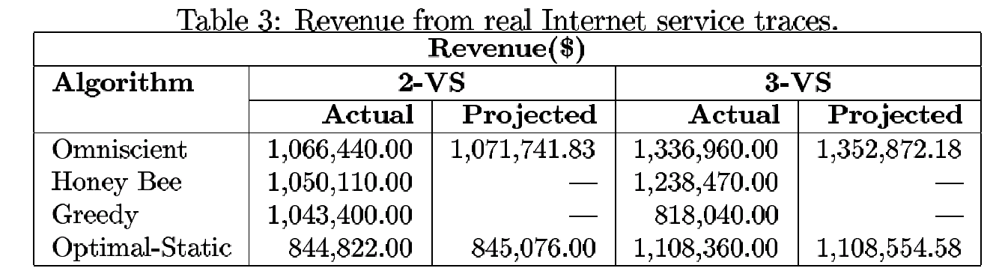 Table 3: Revenue from real Internet service traces.
Revenue($)
Algorithm 2-VS 3-VS
Actual Projected Actual Projected
Omniscient 1,066,440.00 1,071,741.83 1,336,960.00 1,352,872.18
Honey Bee 1,050,110.00 — 1,238,470.00 —
Greedy 1,043,400.00 — 818,040.00 —
Optimal-Static 844,822.00 845,076.00 1,108,360.00 1,108,554.58